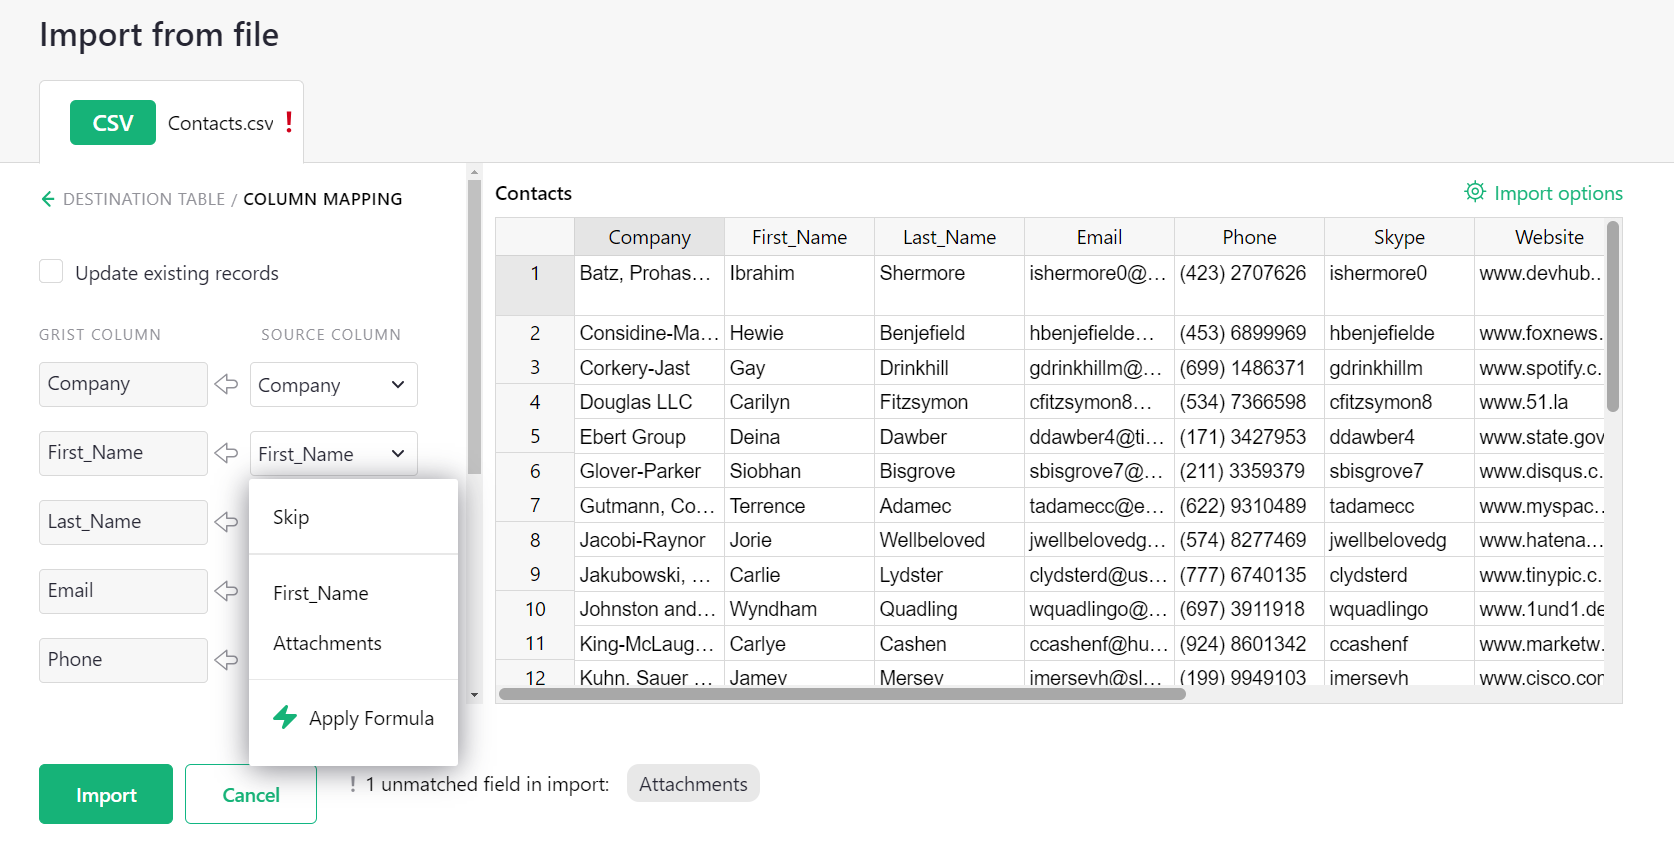 Import from file
CSV Contacts.csv !
DESTINATION TABLE / COLUMN MAPPING
Update existing records
GRIST COLUMN SOURCE COLUMN
Company Company
First_Name First_Name
Last_Name
Email
Phone
Skip
First_Name
Attachments
Apply Formula
Contacts
Import options
Company First_Name Last_Name Email Phone Skype Website
1 Batz, Prohas… Ibrahim Shermore ishermore0@… (423) 2707626 ishermore0 www.devhub..
2 Considine-Ma… Hewie Benjefield hbenjefielde… (453) 6899969 hbenjefielde www.foxnews.
3 Corkery-Jast Gay Drinkhill gdrinkhillm@… (699) 1486371 gdrinkhillm www.spotify.c.
4 Douglas LLC Carilyn Fitzsymon cfitzsymon8… (534) 7366598 cfitzsymon8 www.51.la
5 Ebert Group Deina Dawber ddawber4@ti… (171) 3427953 ddawber4 www.state.gov
6 Glover-Parker Siobhan Bisgrove sbisgrove7@… (211) 3359379 sbisgrove7 www.disqus.c.
7 Gutmann, Co… Terrence Adamec tadamecc@e… (622) 9310489 tadamecc www.myspac..
8 Jacobi-Raynor Jorie Wellbeloved jwellbelovedg… (574) 8277469 jwellbelovedg www.hatena…
9 Jakubowski, … Carlie Lydster clydsterd@us… (777) 6740135 clydsterd www.tinypic.c.
10 Johnston and… Wyndham Quadling wquadlingo@… (697) 3911918 wquadlingo www.1und1.de
11 King-McLaug… Carlye Cashen ccashenf@hu… (924) 8601342 ccashenf www.marketw.
12 Kuhn, Sauer … Jamey Mersey jmerseyh@sl… (199) 9949103 jmerseyh www.cisco.com
Import Cancel ! 1 unmatched field in import: Attachments